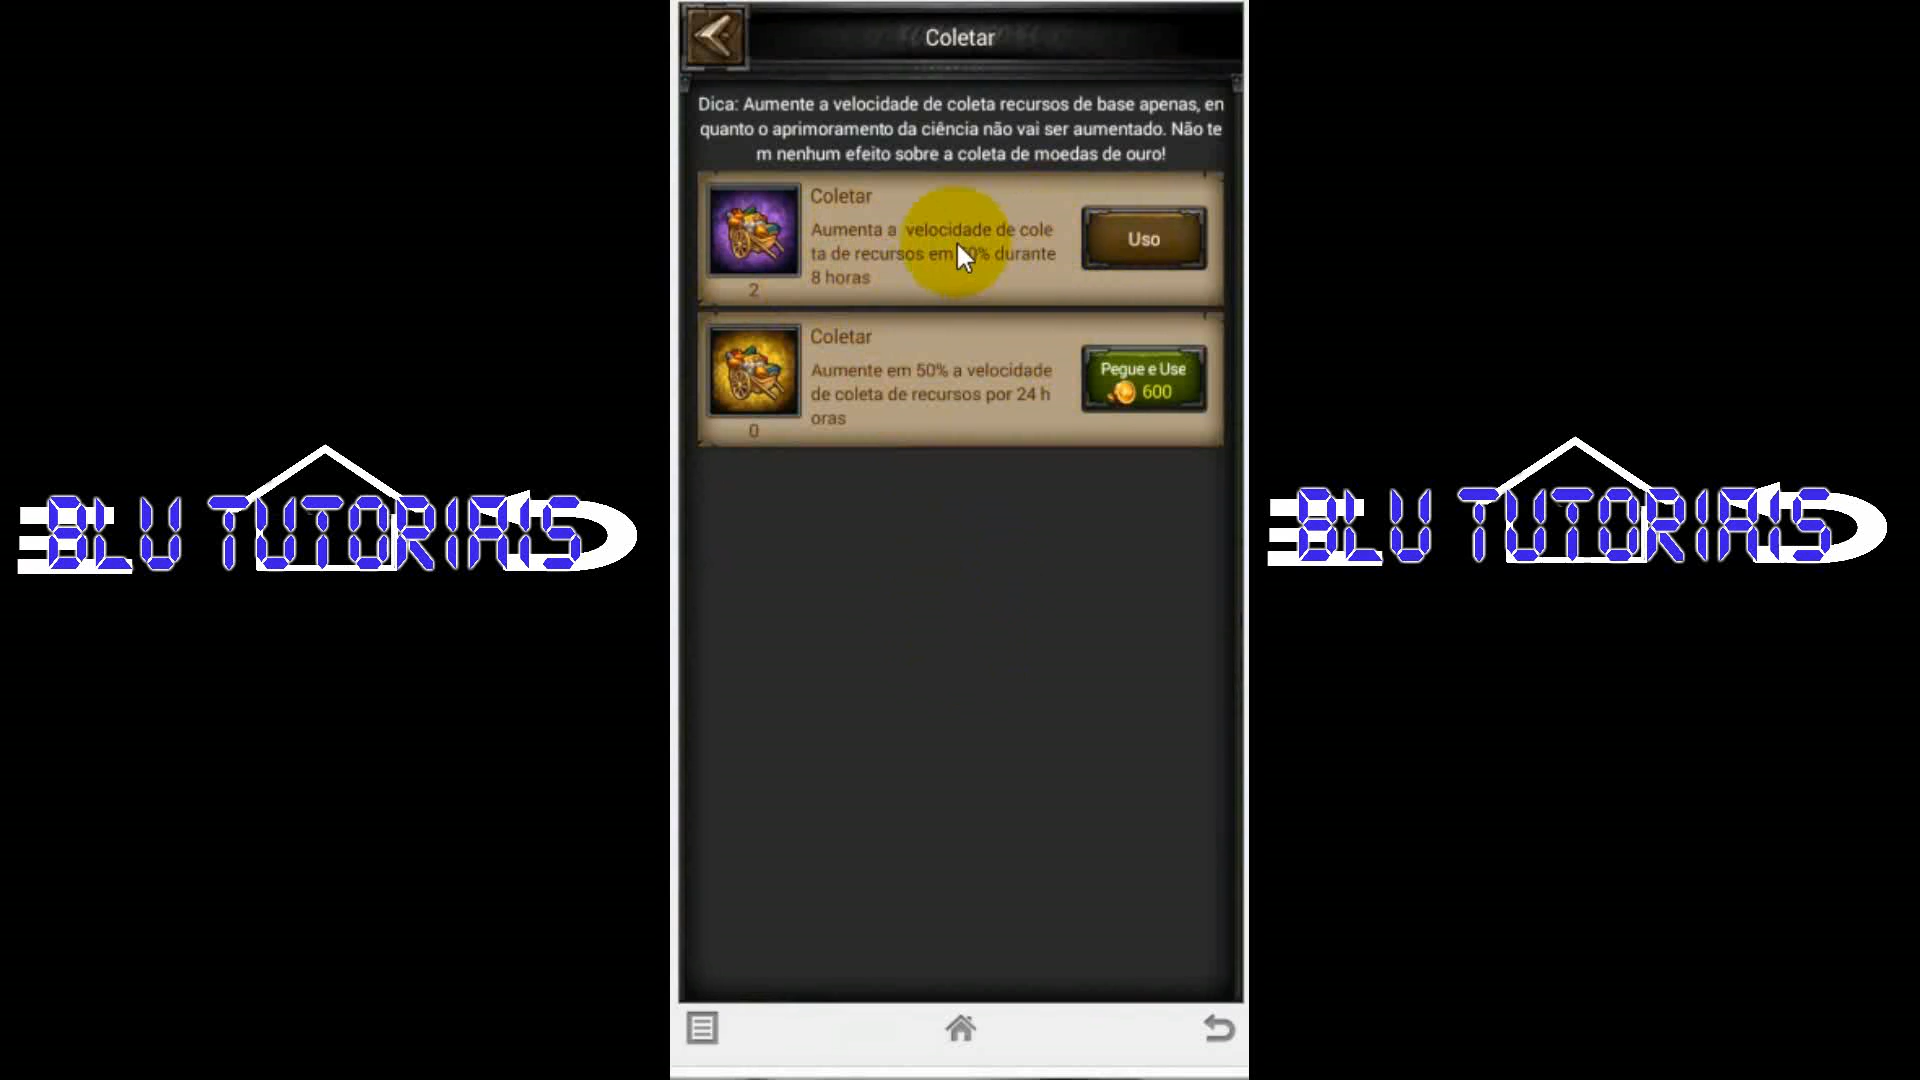 Coletar
Dica: Aumente a velocidade de coleta recursos de base apenas, en
quanto o aprimoramento da ciência não vai ser aumentado. Não te
m nenhum efeito sobre a coleta de moedas de ouro!
Coletar
Aumenta a velocidade de cole
ta de recursos em durante
8 horas
2
Uso
Coletar
Aumente em 50% a velocidade
de coleta de recursos por 24 h
oras
0
Pegue e Use
600
BLU TUTORIAIS
BLU TUTORIAIS